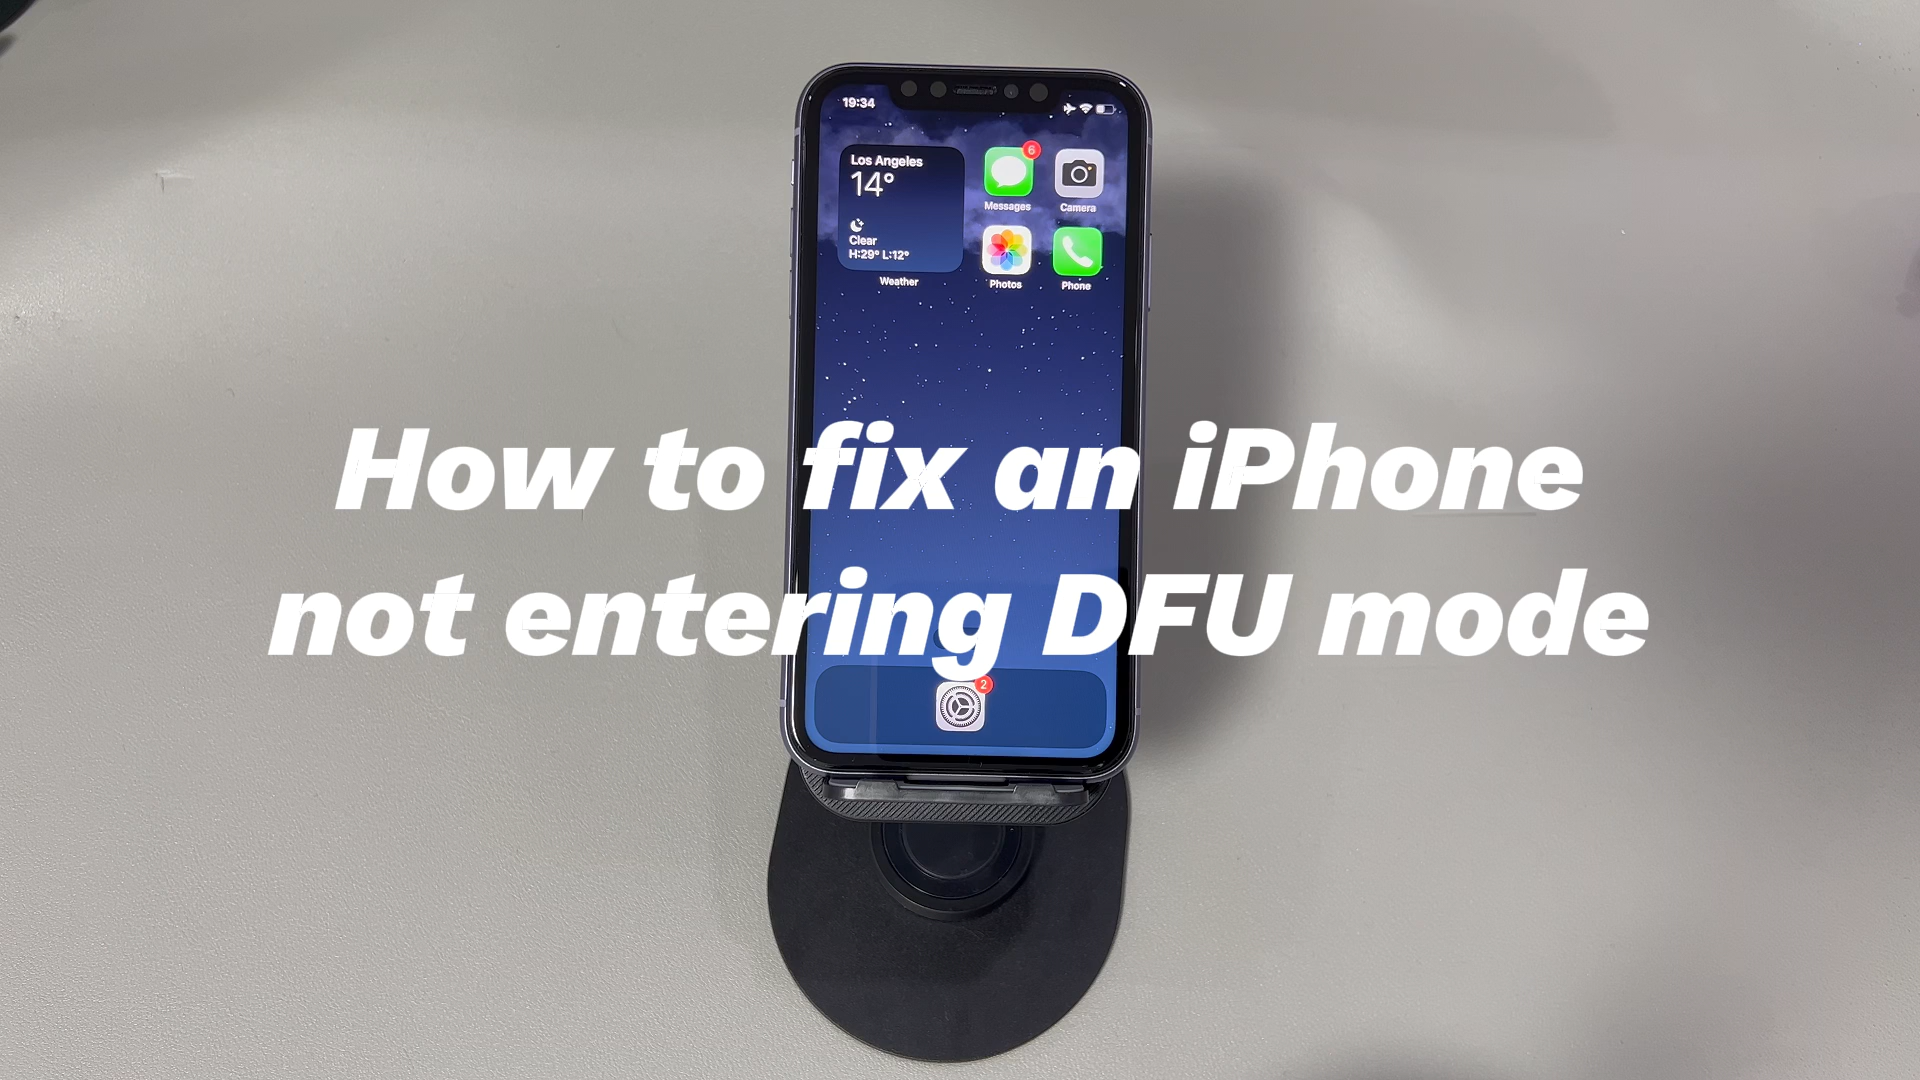 19:34
Los Angeles
14°
Clear
H:29° L:12°
Weather
6
Messages
Camera
Photos
Phone
How to fix an iPhone
not entering DFU mode
2